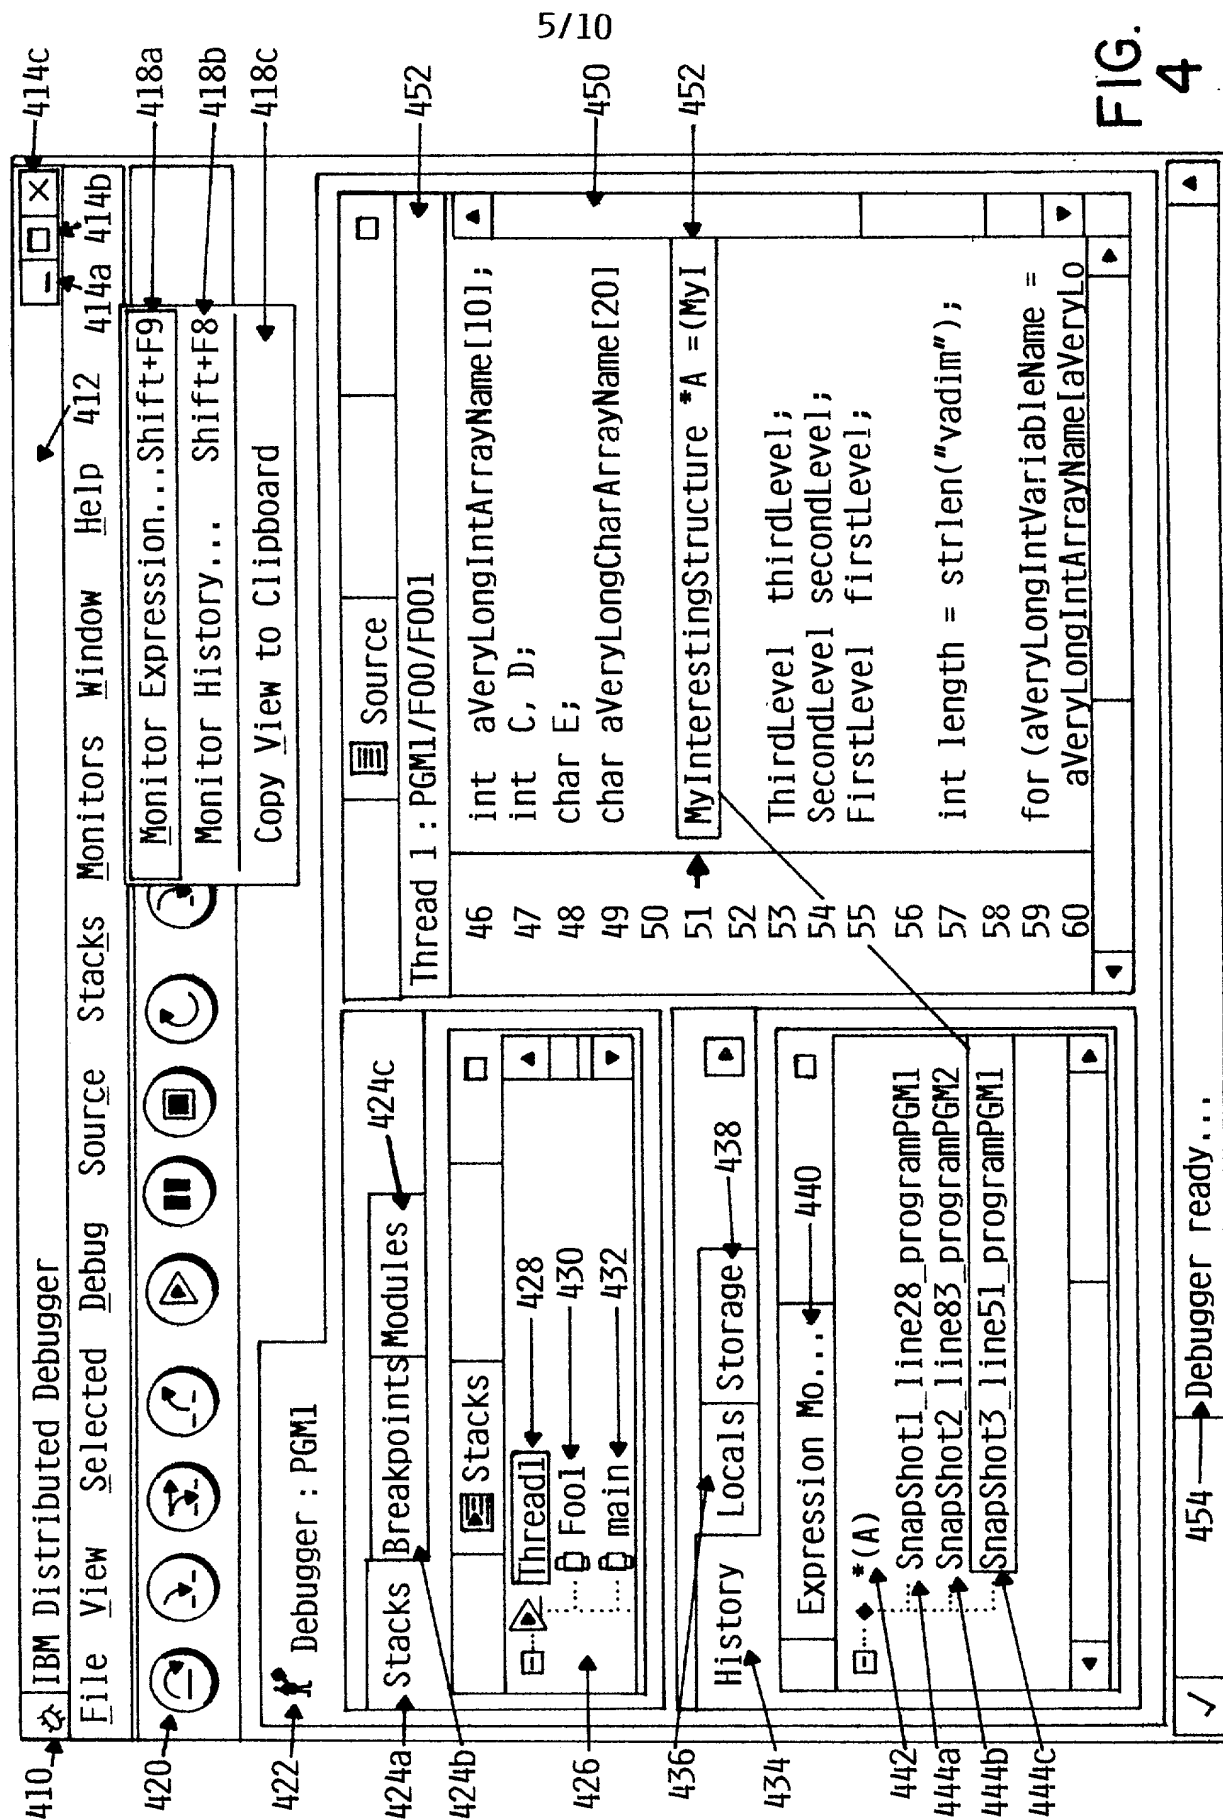 5/10
410
IBM Distributed Debugger
412
414a
414b
414c
File View Selected Debug Source Stacks Monitors Window Help
420
Monitor Expression...Shift+F9
418a
Monitor History... Shift+F8
418b
Copy View to Clipboard
418c
422
Debugger : PGM1
424a
Stacks Breakpoints Modules
424b
424c
Stacks
426
Thread1
428
Foo1
430
main
432
436
434
History Locals Storage
438
Expression Mo...
440
442
*(A)
444a
SnapShot1_line28_programPGM1
444b
SnapShot2_line83_programPGM2
444c
SnapShot3_line51_programPGM1
Source
Thread 1 : PGM1/FOO/FOO1
452
46 int aVeryLongIntArrayName[10];
47 int C, D;
48 char E;
49 char aVeryLongCharArrayName[20]
450
50
51 MyInterestingStructure *A =(MyI
452
52
53 ThirdLevel thirdLevel;
54 SecondLevel secondLevel;
55 FirstLevel firstLevel;
56
57 int length = strlen("vadim");
58
59 for (aVeryLongIntVariableName =
60 aVeryLongIntArrayName[aVeryLo
454
Debugger ready...
FIG. 4